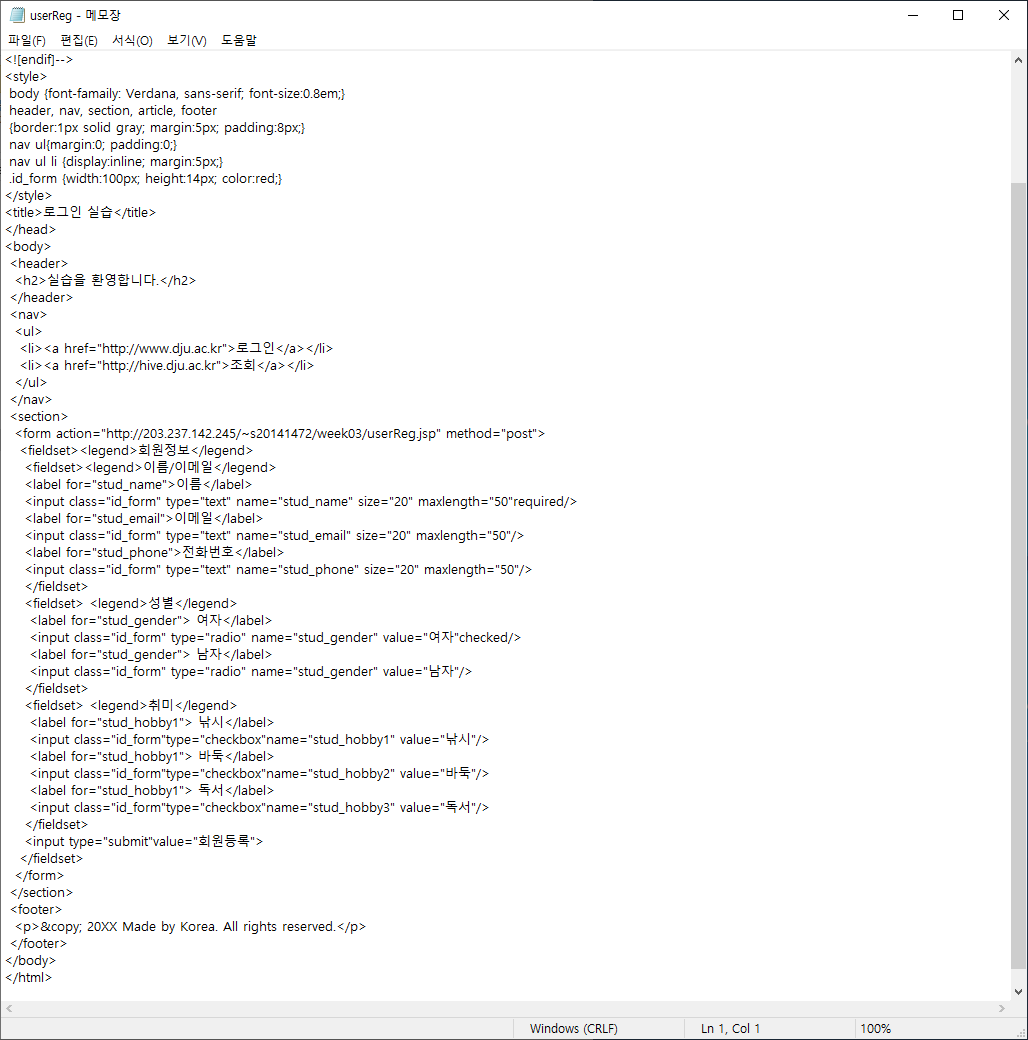 userReg - 메모장
파일(F) 편집(E) 서식(O) 보기(V) 도움말
<![endif]-->
<style>
body {font-famaily: Verdana, sans-serif; font-size:0.8em;}
header, nav, section, article, footer
{border:1px solid gray; margin:5px; padding:8px;}
nav ul{margin:0; padding:0;}
nav ul li {display:inline; margin:5px;}
.id_form {width:100px; height:14px; color:red;}
</style>
<title>로그인 실습</title>
</head>
<body>
<header>
<h2>실습을 환영합니다.</h2>
</header>
<nav>
<ul>
<li><a href="http://www.dju.ac.kr">로그인</a></li>
<li><a href="http://hive.dju.ac.kr">조회</a></li>
</ul>
</nav>
<section>
<form action="http://203.237.142.245/~s20141472/week03/userReg.jsp" method="post">
<fieldset><legend>회원정보</legend>
<fieldset><legend>이름/이메일</legend>
<label for="stud_name">이름</label>
<input class="id_form" type="text" name="stud_name" size="20" maxlength="50"required/>
<label for="stud_email">이메일</label>
<input class="id_form" type="text" name="stud_email" size="20" maxlength="50"/>
<label for="stud_phone">전화번호</label>
<input class="id_form" type="text" name="stud_phone" size="20" maxlength="50"/>
</fieldset>
<fieldset> <legend>성별</legend>
<label for="stud_gender"> 여자</label>
<input class="id_form" type="radio" name="stud_gender" value="여자"checked/>
<label for="stud_gender"> 남자</label>
<input class="id_form" type="radio" name="stud_gender" value="남자"/>
</fieldset>
<fieldset> <legend>취미</legend>
<label for="stud_hobby1"> 낚시</label>
<input class="id_form"type="checkbox"name="stud_hobby1" value="낚시"/>
<label for="stud_hobby1"> 바둑</label>
<input class="id_form"type="checkbox"name="stud_hobby2" value="바둑"/>
<label for="stud_hobby1"> 독서</label>
<input class="id_form"type="checkbox"name="stud_hobby3" value="독서"/>
</fieldset>
<input type="submit"value="회원등록">
</fieldset>
</form>
</section>
<footer>
<p>&copy; 20XX Made by Korea. All rights reserved.</p>
</footer>
</body>
</html>
Windows (CRLF) Ln 1, Col 1 100%